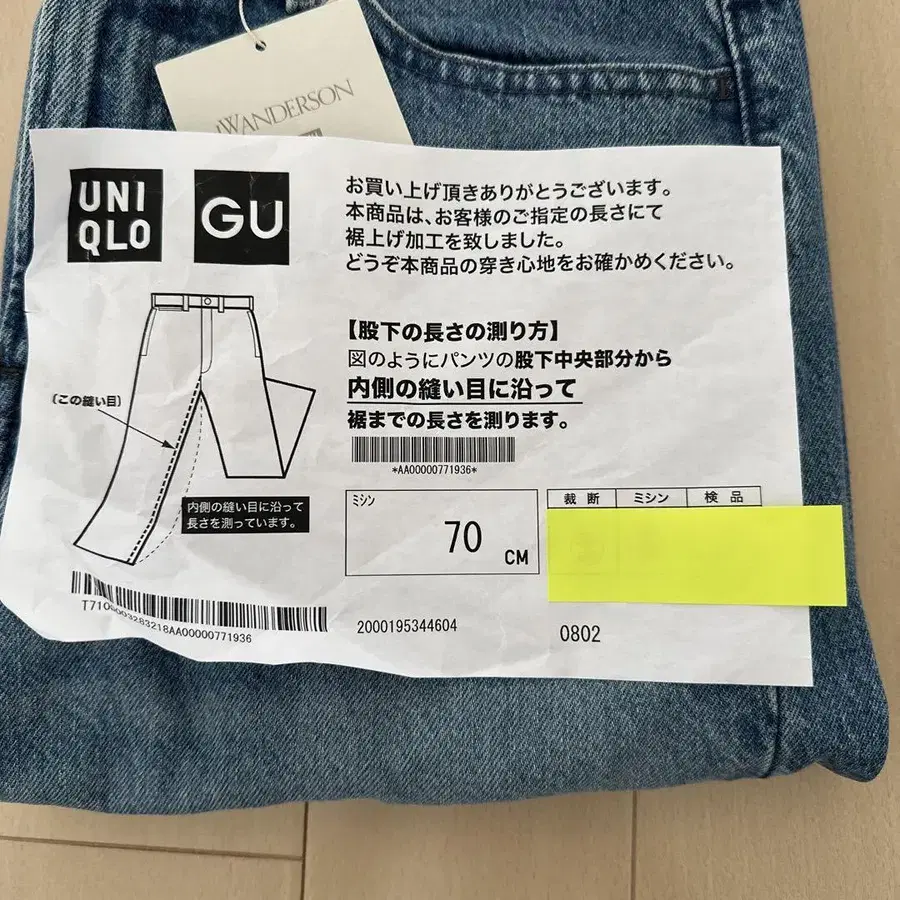 JWANDERSON
UNI
QLO
GU
お買い上げ頂きありがとうございます。
本商品は、お客様のご指定の長さにて
裾上げ加工を致しました。
どうぞ本商品の穿き心地をお確かめください。
【股下の長さの測り方】
図のようにパンツの股下中央部分から
内側の縫い目に沿って
裾までの長さを測ります。
(この縫い目)
*AA00000771936*
内側の縫い目に沿って
長さを測っています。
ミシン
70 CM
裁断 ミシン 検品
T7100003283218AA00000771936
2000195344604
0802